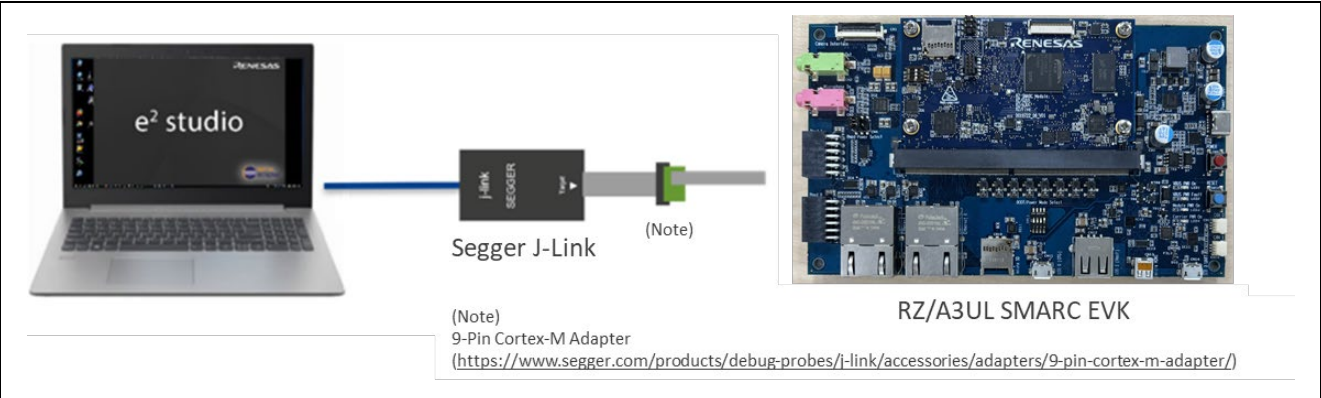 RENESAS
e² studio
j-link
SEGGER
Target
(Note)
Segger J-Link
RENESAS
RZ/A3UL SMARC EVK
(Note)
9-Pin Cortex-M Adapter
(https://www.segger.com/products/debug-probes/j-link/accessories/adapters/9-pin-cortex-m-adapter/)